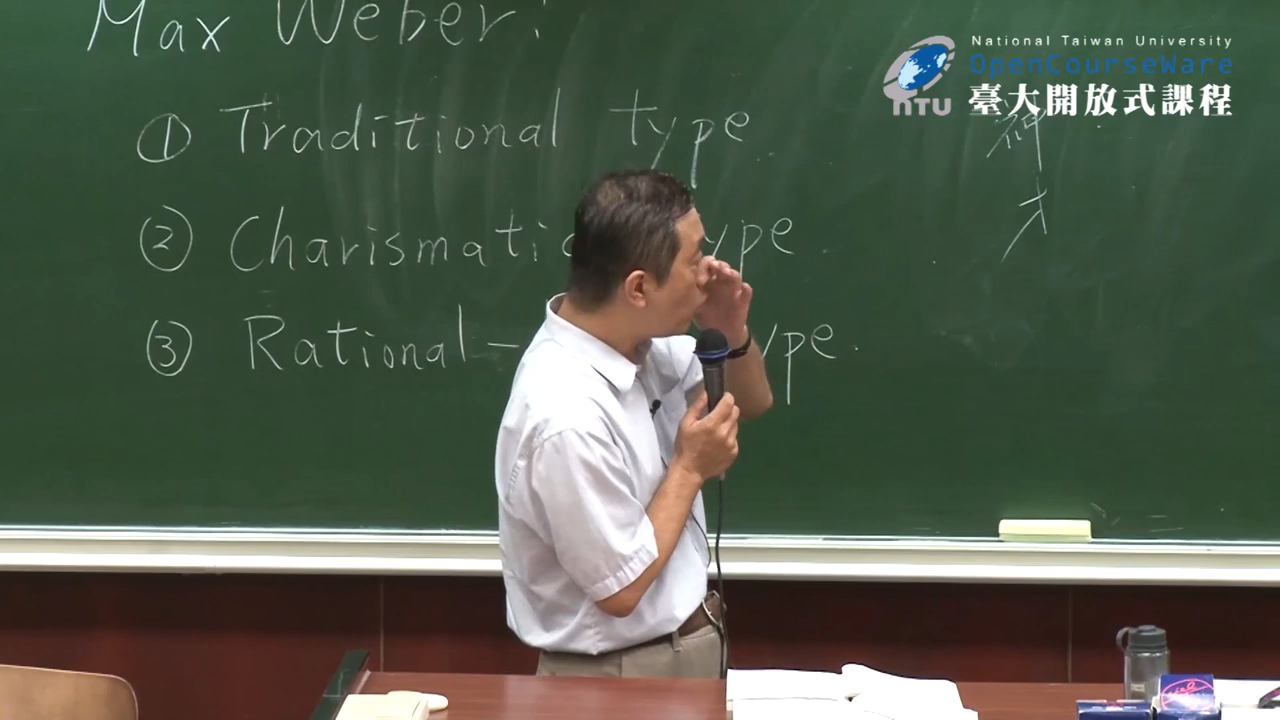 Max Weber:
① Traditional type.
② Charismatic type.
③ Rational- type.
National Taiwan University
OpenCourseWare
NTU 臺大開放式課程